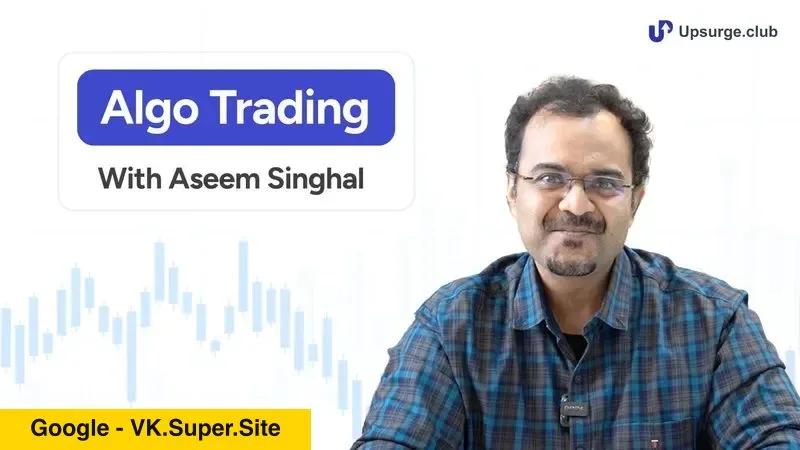 Upsurge.club
Algo Trading
With Aseem Singhal
Google - VK.Super.Site